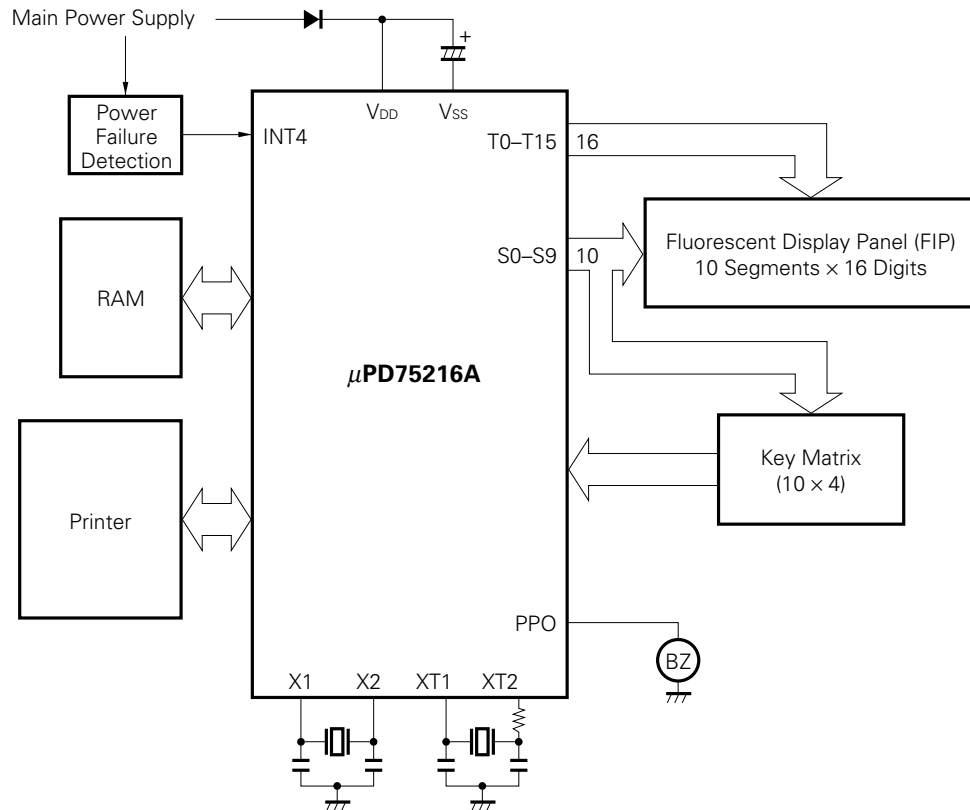 Main Power Supply
+
Power
Failure
Detection
INT4
VDD
VSS
T0–T15
16
S0–S9
10
Fluorescent Display Panel (FIP)
10 Segments × 16 Digits
RAM
μPD75216A
Key Matrix
(10 × 4)
Printer
PPO
BZ
X1
X2
XT1
XT2